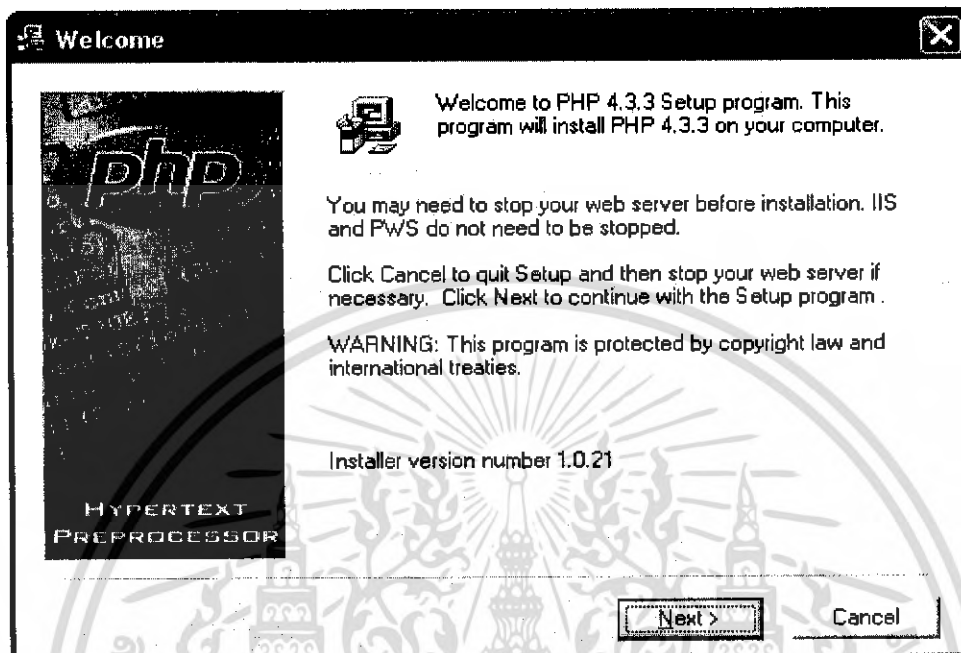 Welcome
php
HYPERTEXT
PREPROCESSOR
Welcome to PHP 4.3.3 Setup program. This
program will install PHP 4.3.3 on your computer.
You may need to stop your web server before installation. IIS
and PWS do not need to be stopped.
Click Cancel to quit Setup and then stop your web server if
necessary. Click Next to continue with the Setup program .
WARNING: This program is protected by copyright law and
international treaties.
Installer version number 1.0.21
Next >
Cancel